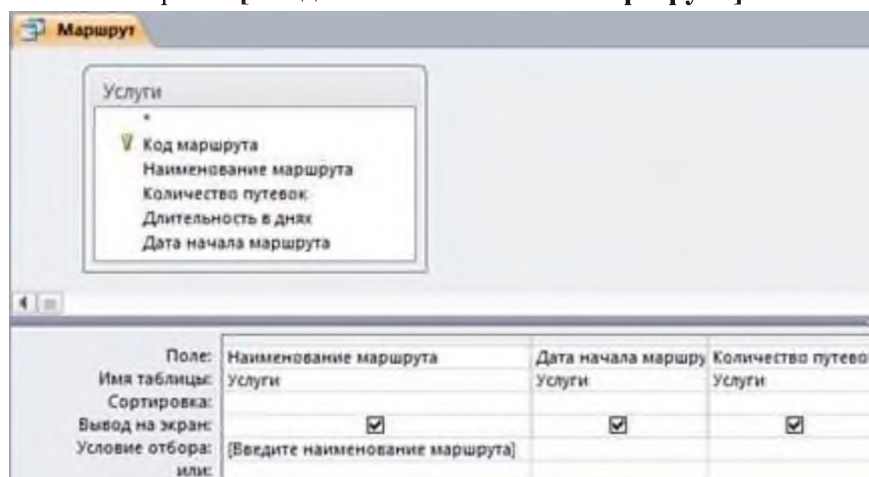 Маршрут
Услуги
*
Код маршрута
Наименование маршрута
Количество путевок
Длительность в днях
Дата начала маршрута
Поле: Наименование маршрута Дата начала маршру Количество путево
Имя таблицы: Услуги Услуги Услуги
Сортировка:
Вывод на экран:
Условие отбора: [Введите наименование маршрута]
или: